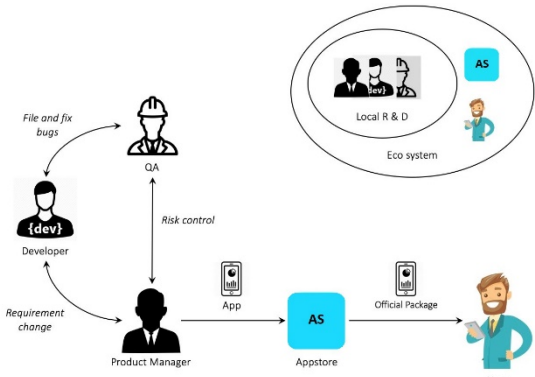 AS
{dev}
Local R & D
Eco system
File and fix
bugs
QA
Risk control
{dev}
Developer
Requirement
change
App
Official Package
AS
Product Manager
Appstore